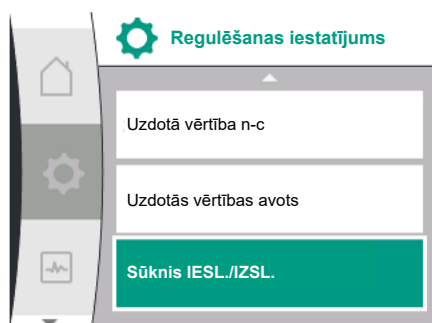 Regulēšanas iestatījums
Uzdotā vērtība n-c
Uzdotās vērtības avots
Sūknis IESL./IZSL.